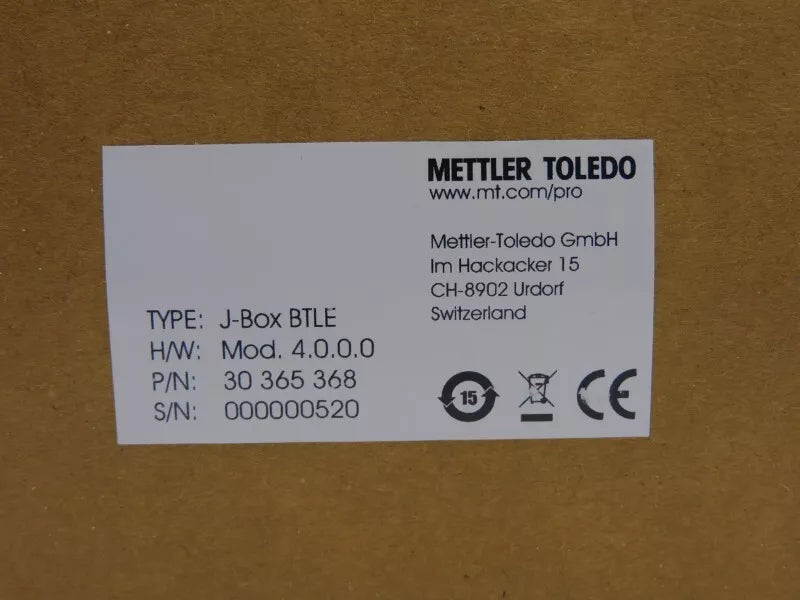 METTLER TOLEDO
www.mt.com/pro
Mettler-Toledo GmbH
Im Hackacker 15
CH-8902 Urdorf
Switzerland
TYPE: J-Box BTLE
H/W: Mod. 4.0.0.0
P/N: 30 365 368
S/N: 000000520
15
CE